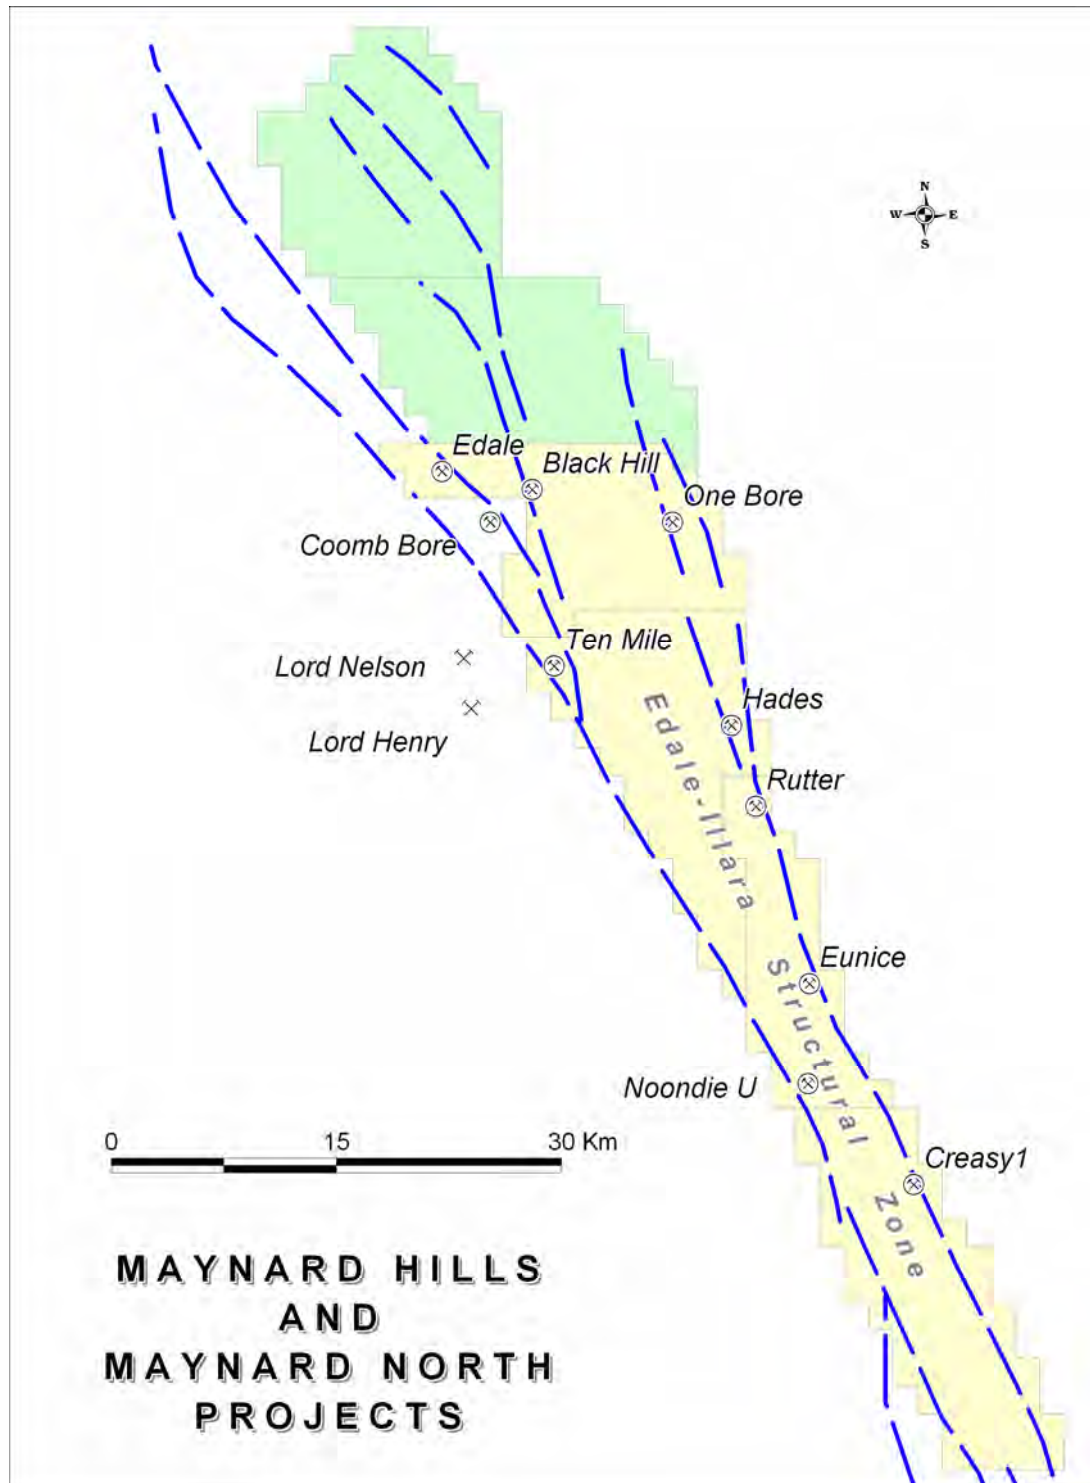 N
W E
S
Edale
Black Hill
One Bore
Coomb Bore
Ten Mile
Lord Nelson
Hades
Lord Henry
Rutter
Edale-Illara Structural Zone
Eunice
Noondie U
Creasy1
0 15 30 Km
MAYNARD HILLS
AND
MAYNARD NORTH
PROJECTS